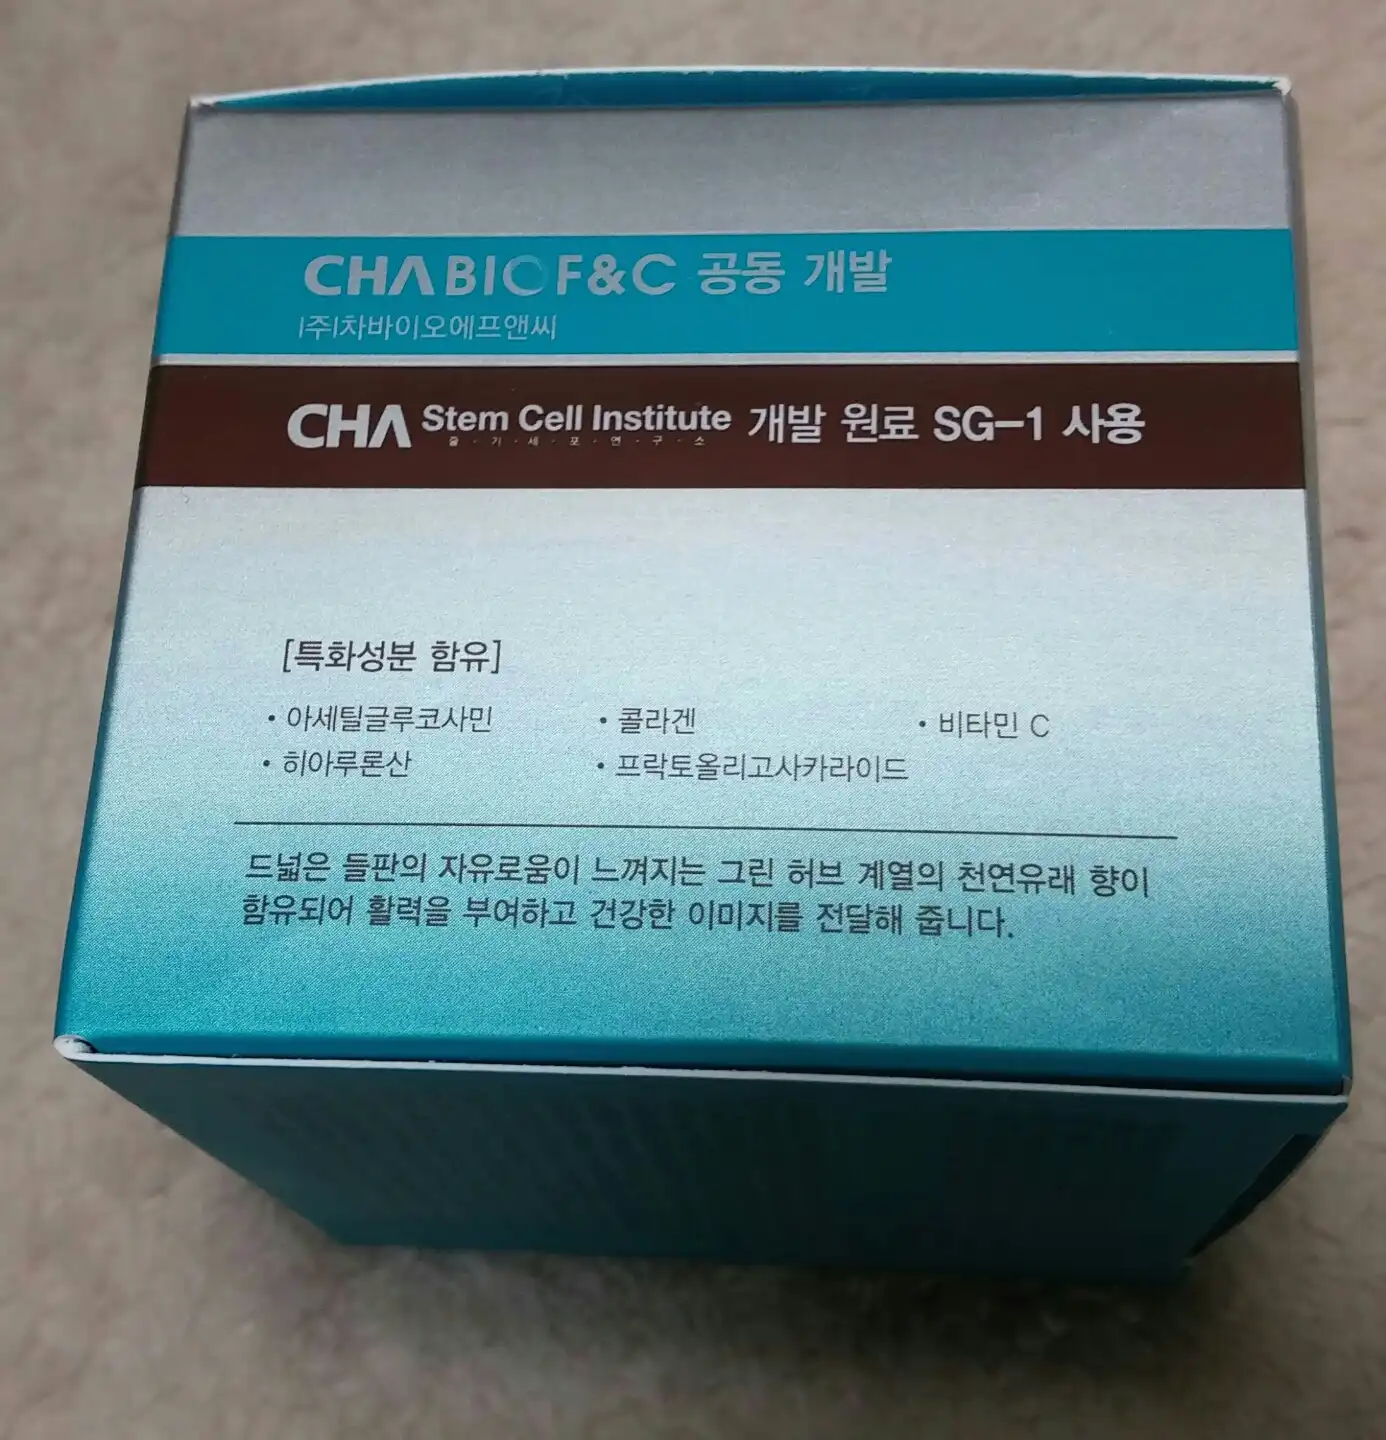 CHABIOF&C 공동 개발
|주|차바이오에프앤씨
CHA Stem Cell Institute 개발 원료 SG-1 사용
줄·기·세·포·연·구·소
[특화성분 함유]
· 아세틸글루코사민 · 콜라겐 · 비타민 C
· 히아루론산 · 프락토올리고사카라이드
드넓은 들판의 자유로움이 느껴지는 그린 허브 계열의 천연유래 향이
함유되어 활력을 부여하고 건강한 이미지를 전달해 줍니다.